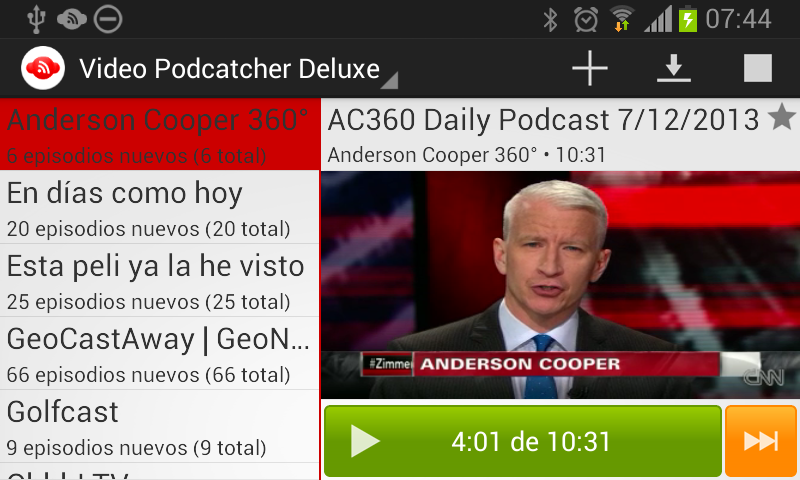 07:44
Video Podcatcher Deluxe
Anderson Cooper 360°
6 episodios nuevos (6 total)
En días como hoy
20 episodios nuevos (20 total)
Esta peli ya la he visto
25 episodios nuevos (25 total)
GeoCastAway | GeoN...
66 episodios nuevos (66 total)
Golfcast
9 episodios nuevos (9 total)
AC360 Daily Podcast 7/12/2013
Anderson Cooper 360° • 10:31
#Zimmer
ANDERSON COOPER
CNN
4:01 de 10:31